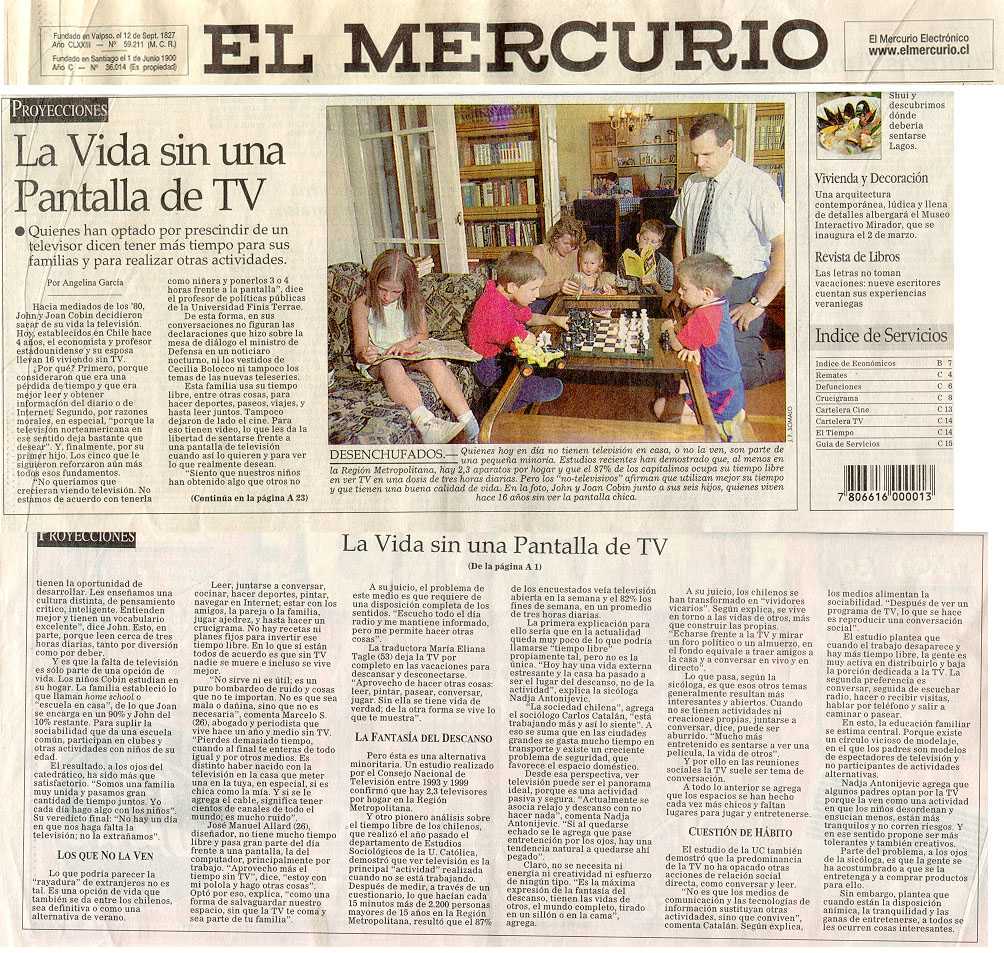 Fundado en Valpso. el 12 de Sept. 1827
Año CLXXIII — Nº 59.211 (M. C. R.)
Fundado en Santiago el 1 de Junio 1900
Año C — Nº 36.014 (Es propiedad)
EL MERCURIO
El Mercurio Electrónico
www.elmercurio.cl
PROYECCIONES
La Vida sin una
Pantalla de TV
● Quienes han optado por prescindir de un
televisor dicen tener más tiempo para sus
familias y para realizar otras actividades.
Por Angelina García
Hacia mediados de los '80,
John y Joan Cobin decidieron
sacar de su vida la televisión.
Hoy, establecidos en Chile hace
4 años, el economista y profesor
estadounidense y su esposa
llevan 16 viviendo sin TV.
¿Por qué? Primero, porque
consideraron que era una
pérdida de tiempo y que era
mejor leer y obtener
información del diario o de
Internet. Segundo, por razones
morales, en especial, "porque la
televisión norteamericana en
ese sentido deja bastante que
desear". Y, finalmente, por su
primer hijo. Los cinco que le
siguieron reforzaron aún más
todos esos fundamentos.
"No queríamos que
crecieran viendo televisión. No
estamos de acuerdo con tenerla
como niñera y ponerlos 3 o 4
horas frente a la pantalla", dice
el profesor de políticas públicas
de la Universidad Finis Terrae.
De esta forma, en sus
conversaciones no figuran las
declaraciones que hizo sobre la
mesa de diálogo el ministro de
Defensa en un noticiaro
nocturno, ni los vestidos de
Cecilia Bolocco ni tampoco los
temas de las nuevas teleseries.
Esta familia usa su tiempo
libre, entre otras cosas, para
hacer deportes, paseos, viajes, y
hasta leer juntos. Tampoco
dejaron de lado el cine. Para
eso tienen video, lo que les da la
libertad de sentarse frente a
una pantalla de televisión
cuando así lo quieren y para ver
lo que realmente desean.
"Siento que nuestros niños
han obtenido algo que otros no
(Continúa en la página A 23)
J. F. SOMALO
DESENCHUFADOS.— Quienes hoy en día no tienen televisión en casa, o no la ven, son parte de
una pequeña minoría. Estudios recientes han demostrado que, al menos en
la Región Metropolitana, hay 2,3 aparatos por hogar y que el 87% de los capitalinos ocupa su tiempo libre
en ver TV en una dosis de tres horas diarias. Pero los "no-televisivos" afirman que utilizan mejor su tiempo
y que tienen una buena calidad de vida. En la foto, John y Joan Cobin junto a sus seis hijos, quienes viven
hace 16 años sin ver la pantalla chica.
Shui y
descubrimos
dónde
debería
sentarse
Lagos.
Vivienda y Decoración
Una arquitectura
contemporánea, lúdica y llena
de detalles albergará el Museo
Interactivo Mirador, que se
inaugura el 2 de marzo.
Revista de Libros
Las letras no toman
vacaciones: nueve escritores
cuentan sus experiencias
veraniegas
Indice de Servicios
Indice de Económicos B 7
Remates C 4
Defunciones C 6
Crucigrama C 8
Cartelera Cine C 13
Cartelera TV C 14
El Tiempo C 14
Guía de Servicios C 15
7 806616 000013
PROYECCIONES
La Vida sin una Pantalla de TV
(De la página A 1)
tienen la oportunidad de
desarrollar. Les enseñamos una
cultura distinta, de pensamiento
crítico, inteligente. Entienden
mejor y tienen un vocabulario
excelente", dice John. Esto, en
parte, porque leen cerca de tres
horas diarias, tanto por diversión
como por deber.
Y es que la falta de televisión
es sólo parte de una opción de
vida. Los niños Cobin estudian en
su hogar. La familia estableció lo
que llaman home school o
"escuela en casa", de lo que Joan
se encarga en un 90% y John del
10% restante. Para suplir la
sociabilidad que da una escuela
común, participan en clubes y
otras actividades con niños de su
edad.
El resultado, a los ojos del
catedrático, ha sido más que
satisfactorio. "Somos una familia
muy unida y pasamos gran
cantidad de tiempo juntos. Yo
cada día hago algo con los niños".
Su veredicto final: "No hay un día
en que nos haga falta la
televisión; no la extrañamos".
LOS QUE NO LA VEN
Lo que podría parecer la
"rayadura" de extranjeros no es
tal. Es una opción de vida que
también se da entre los chilenos,
sea definitiva o como una
alternativa de verano.
Leer, juntarse a conversar,
cocinar, hacer deportes, pintar,
navegar en Internet; estar con los
amigos, la pareja o la familia,
jugar ajedrez, y hasta hacer un
crucigrama. No hay recetas ni
planes fijos para invertir ese
tiempo libre. En lo que sí están
todos de acuerdo es que sin TV
nadie se muere e incluso se vive
mejor.
"No sirve ni es útil; es un
puro bombardeo de ruido y cosas
que no te importan. No es que sea
mala o dañina, sino que no es
necesaria", comenta Marcelo S.
(26), abogado y periodista que
vive hace un año y medio sin TV.
"Pierdes demasiado tiempo,
cuando al final te enteras de todo
igual y por otros medios. Es
distinto haber nacido con la
televisión en la casa que meter
una en la tuya, en especial, si es
chica como la mía. Y si se le
agrega el cable, significa tener
cientos de canales de todo el
mundo; es mucho ruido".
José Manuel Allard (26),
diseñador, no tiene mucho tiempo
libre y pasa gran parte del día
frente a una pantalla, la del
computador, principalmente por
trabajo. "Aprovecho más el
tiempo sin TV", dice, "estoy con
mi polola y hago otras cosas".
Optó por eso, explica, "como una
forma de salvaguardar nuestro
espacio, sin que la TV te coma y
sea parte de tu familia".
A su juicio, el problema de
este medio es que requiere de
una disposición completa de los
sentidos. "Escucho todo el día
radio y me mantiene informado,
pero me permite hacer otras
cosas".
La traductora María Eliana
Tagle (53) deja la TV por
completo en las vacaciones para
descansar y desconectarse.
"Aprovecho de hacer otras cosas:
leer, pintar, pasear, conversar,
jugar. Sin ella se tiene vida de
verdad; de la otra forma se vive lo
que te muestra".
LA FANTASÍA DEL DESCANSO
Pero ésta es una alternativa
minoritaria. Un estudio realizado
por el Consejo Nacional de
Televisión entre 1993 y 1999
confirmó que hay 2,3 televisores
por hogar en la Región
Metropolitana.
Y otro pionero análisis sobre
el tiempo libre de los chilenos,
que realizó el año pasado el
departamento de Estudios
Sociológicos de la U. Católica,
demostró que ver televisión es la
principal "actividad" realizada
cuando no se está trabajando.
Después de medir, a través de un
cuestionario, lo que hacían cada
15 minutos más de 2.200 personas
mayores de 15 años en la Región
Metropolitana, resultó que el 87%
de los encuestados veía televisión
abierta en la semana y el 82% los
fines de semana, en un promedio
de tres horas diarias.
La primera explicación para
ello sería que en la actualidad
queda muy poco de lo que podría
llamarse "tiempo libre"
propiamente tal, pero no es la
única. "Hoy hay una vida externa
estresante y la casa ha pasado a
ser el lugar del descanso, no de la
actividad", explica la sicóloga
Nadja Antonijevic.
"La sociedad chilena", agrega
el sociólogo Carlos Catalán, "está
trabajando más y así lo siente". A
eso se suma que en las ciudades
grandes se gasta mucho tiempo en
transporte y existe un creciente
problema de seguridad, que
favorece el espacio doméstico.
Desde esa perspectiva, ver
televisión puede ser el panorama
ideal, porque es una actividad
pasiva y segura: "Actualmente se
asocia relajo y descanso con no
hacer nada", comenta Nadja
Antonijevic. "Si al quedarse
echado se le agrega que pase
entretención por los ojos, hay una
tendencia natural a quedarse ahí
pegado".
Claro, no se necesita ni
energía ni creatividad ni esfuerzo
de ningún tipo. "Es la máxima
expresión de la fantasía del
descanso, tienen las vidas de
otros, el mundo completo, tirado
en un sillón o en la cama",
agrega.
A su juicio, los chilenos se
han transformado en "vividores
vicarios". Según explica, se vive
en torno a las vidas de otros, más
que construir las propias.
"Echarse frente a la TV y mirar
un foro político o un almuerzo, en
el fondo equivale a traer amigos a
la casa y a conversar en vivo y en
directo".
Lo que pasa, según la
sicóloga, es que esos otros temas
generalmente resultan más
interesantes y abiertos. Cuando
no se tienen actividades ni
creaciones propias, juntarse a
conversar, dice, puede ser
aburrido. "Mucho más
entretenido es sentarse a ver una
película, la vida de otros".
Y por ello en las reuniones
sociales la TV suele ser tema de
conversación.
A todo lo anterior se agrega
que los espacios se han hecho
cada vez más chicos y faltan
lugares para jugar y entretenerse.
CUESTIÓN DE HÁBITO
El estudio de la UC también
demostró que la predominancia
de la TV no ha opacado otras
acciones de relación social
directa, como conversar y leer.
"No es que los medios de
comunicación y las tecnologías de
información sustituyan otras
actividades, sino que conviven",
comenta Catalán. Según explica,
los medios alimentan la
sociabilidad. "Después de ver un
programa de TV, lo que se hace
es reproducir una conversación
social".
El estudio plantea que
cuando el trabajo desaparece y
hay más tiempo libre, la gente es
muy activa en distribuirlo y baja
la porción dedicada a la TV. La
segunda preferencia es
conversar, seguida de escuchar
radio, hacer o recibir visitas,
hablar por teléfono y salir a
caminar o pasear.
En esto, la educación familiar
se estima central. Porque existe
un círculo vicioso de modelaje,
en el que los padres son modelos
de espectadores de televisión y
no participantes de actividades
alternativas.
Nadja Antonijevic agrega que
algunos padres optan por la TV
porque la ven como una actividad
en que los niños desordenan y
ensucian menos, están más
tranquilos y no corren riesgos. Y
en ese sentido propone ser más
tolerantes y también creativos.
Parte del problema, a los ojos
de la sicóloga, es que la gente se
ha acostumbrado a que se la
entretenga y a comprar productos
para ello.
Sin embargo, plantea que
cuando están la disposición
anímica, la tranquilidad y las
ganas de entretenerse, a todos se
les ocurren cosas interesantes.